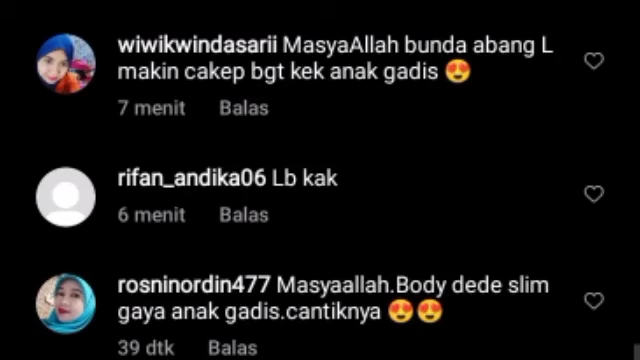 wiwikwindasarii MasyaAllah bunda abang L
makin cakep bgt kek anak gadis 😍
7 menit Balas
rifan_andika06 Lb kak
6 menit Balas
rosninordin477 Masyaallah.Body dede slim
gaya anak gadis.cantiknya 😍😍
39 dtk Balas